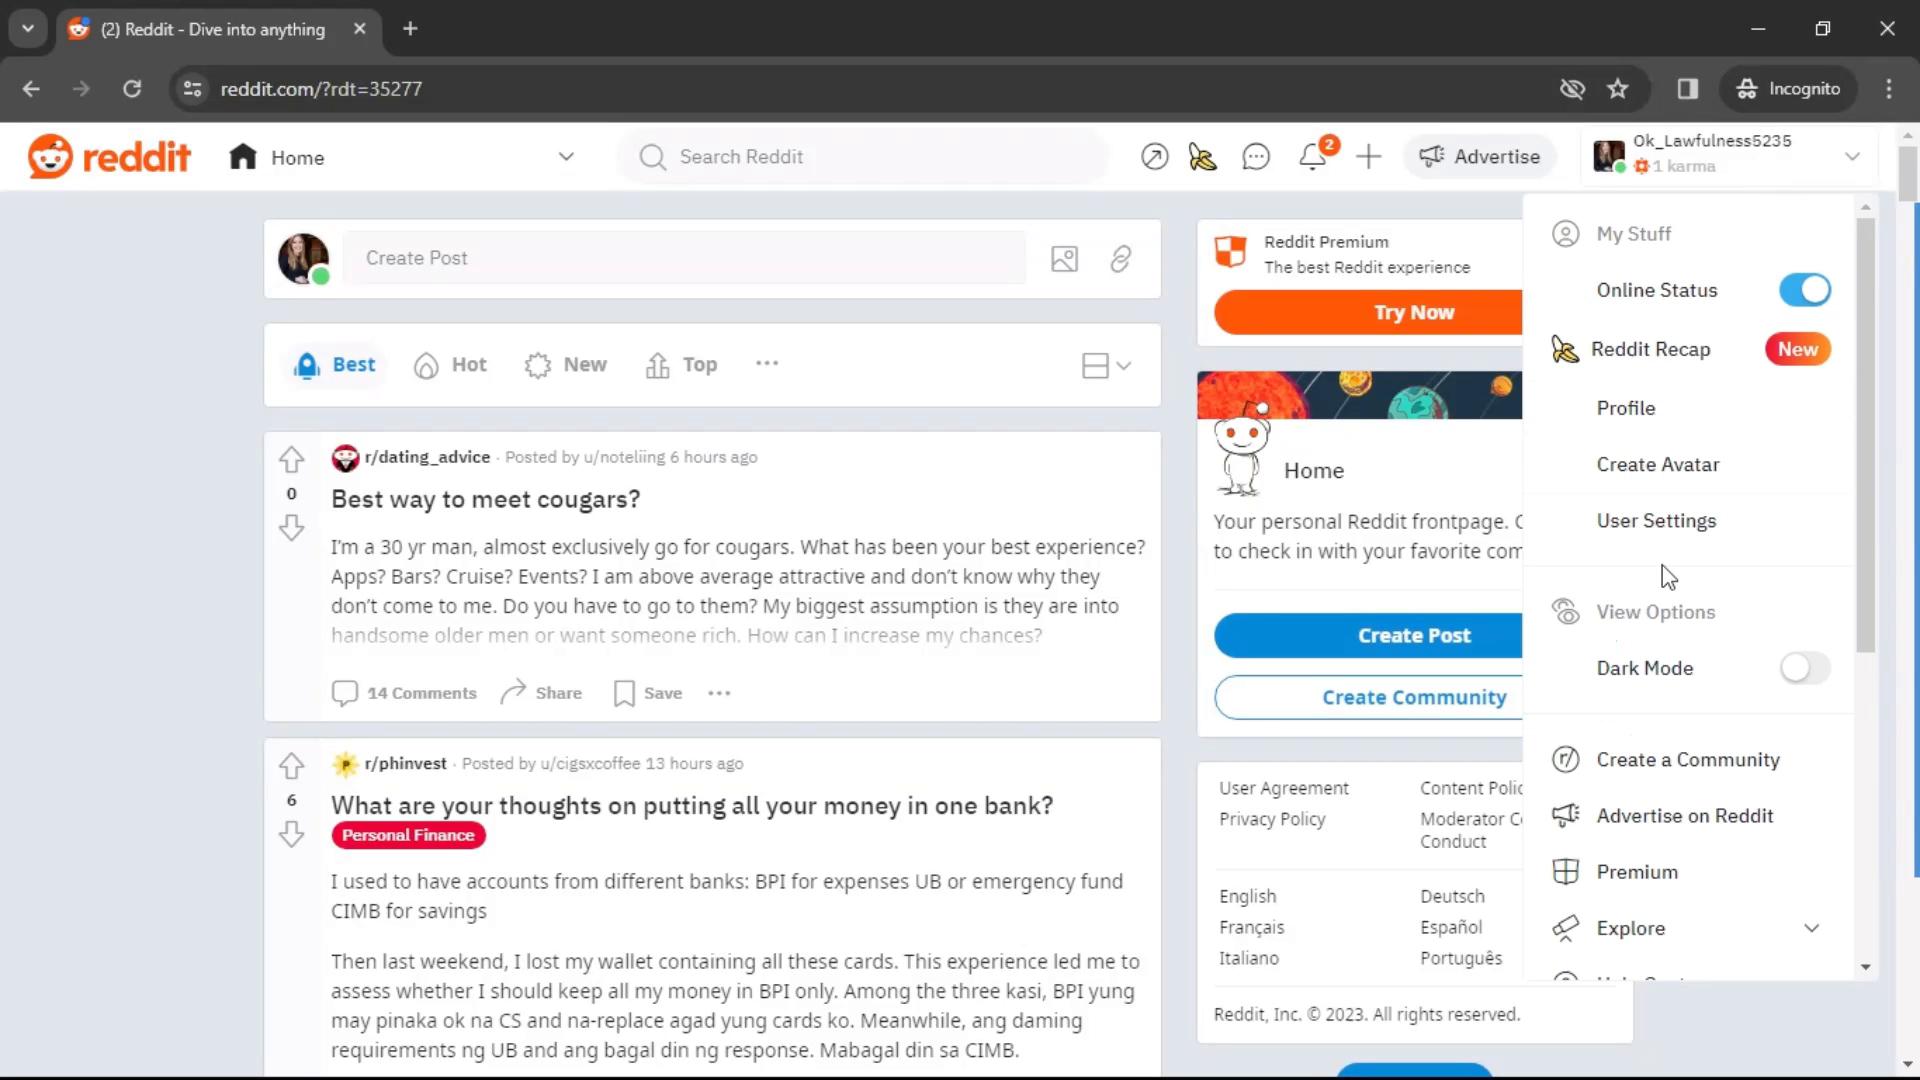 (2) Reddit - Dive into anything
reddit.com/?rdt=35277
Incognito
reddit
Home
Search Reddit
2
Advertise
Ok_Lawfulness5235
1 karma
Create Post
Best
Hot
New
Top
r/dating_advice · Posted by u/noteliing 6 hours ago
0
Best way to meet cougars?
I'm a 30 yr man, almost exclusively go for cougars. What has been your best experience?
Apps? Bars? Cruise? Events? I am above average attractive and don't know why they
don't come to me. Do you have to go to them? My biggest assumption is they are into
handsome older men or want someone rich. How can I increase my chances?
14 Comments
Share
Save
r/phinvest · Posted by u/cigsxcoffee 13 hours ago
6
What are your thoughts on putting all your money in one bank?
Personal Finance
I used to have accounts from different banks: BPI for expenses UB or emergency fund
CIMB for savings
Then last weekend, I lost my wallet containing all these cards. This experience led me to
assess whether I should keep all my money in BPI only. Among the three kasi, BPI yung
may pinaka ok na CS and na-replace agad yung cards ko. Meanwhile, ang daming
requirements ng UB and ang bagal din ng response. Mabagal din sa CIMB.
Reddit Premium
The best Reddit experience
Try Now
Home
Your personal Reddit frontpage.
to check in with your favorite com
Create Post
Create Community
User Agreement
Privacy Policy
Content Polic
Moderator C
Conduct
English
Français
Italiano
Deutsch
Español
Português
Reddit, Inc. © 2023. All rights reserved.
My Stuff
Online Status
Reddit Recap
New
Profile
Create Avatar
User Settings
View Options
Dark Mode
r/ Create a Community
Advertise on Reddit
Premium
Explore